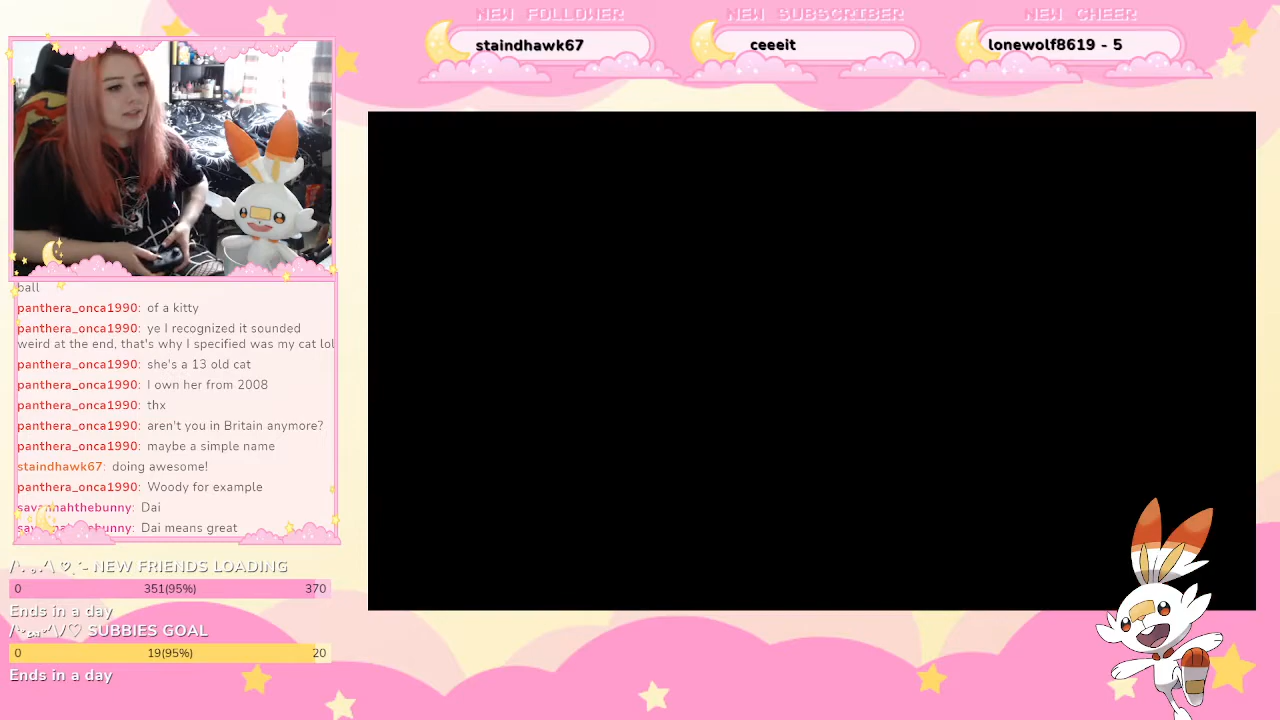 NEW FOLLOWER
NEW SUBSCRIBER
NEW CHEER
staindhawk67
ceeeit
lonewolf8619 - 5
ball
panthera_onca1990: of a kitty
panthera_onca1990: ye I recognized it sounded
weird at the end, that's why I specified was my cat lol
panthera_onca1990: she's a 13 old cat
panthera_onca1990: I own her from 2008
panthera_onca1990: thx
panthera_onca1990: aren't you in Britain anymore?
panthera_onca1990: maybe a simple name
staindhawk67: doing awesome!
panthera_onca1990: Woody for example
savannahthebunny: Dai
savannahthebunny: Dai means great
NEW FRIENDS LOADING
0 351(95%) 370
Ends in a day
SUBBIES GOAL
0 19(95%) 20
Ends in a day